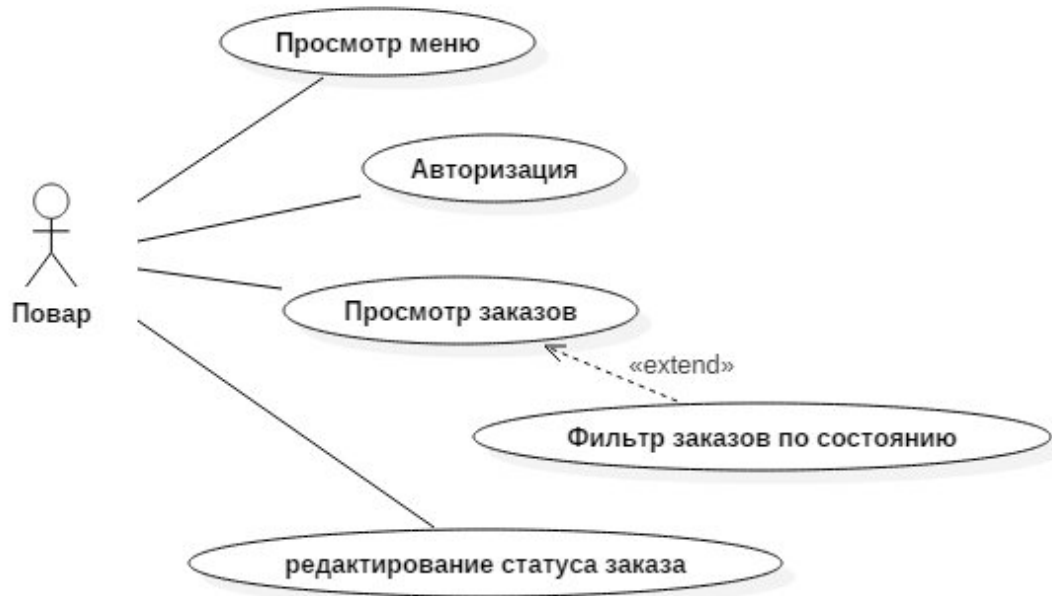 Просмотр меню
Авторизация
Повар
Просмотр заказов
«extend»
Фильтр заказов по состоянию
редактирование статуса заказа